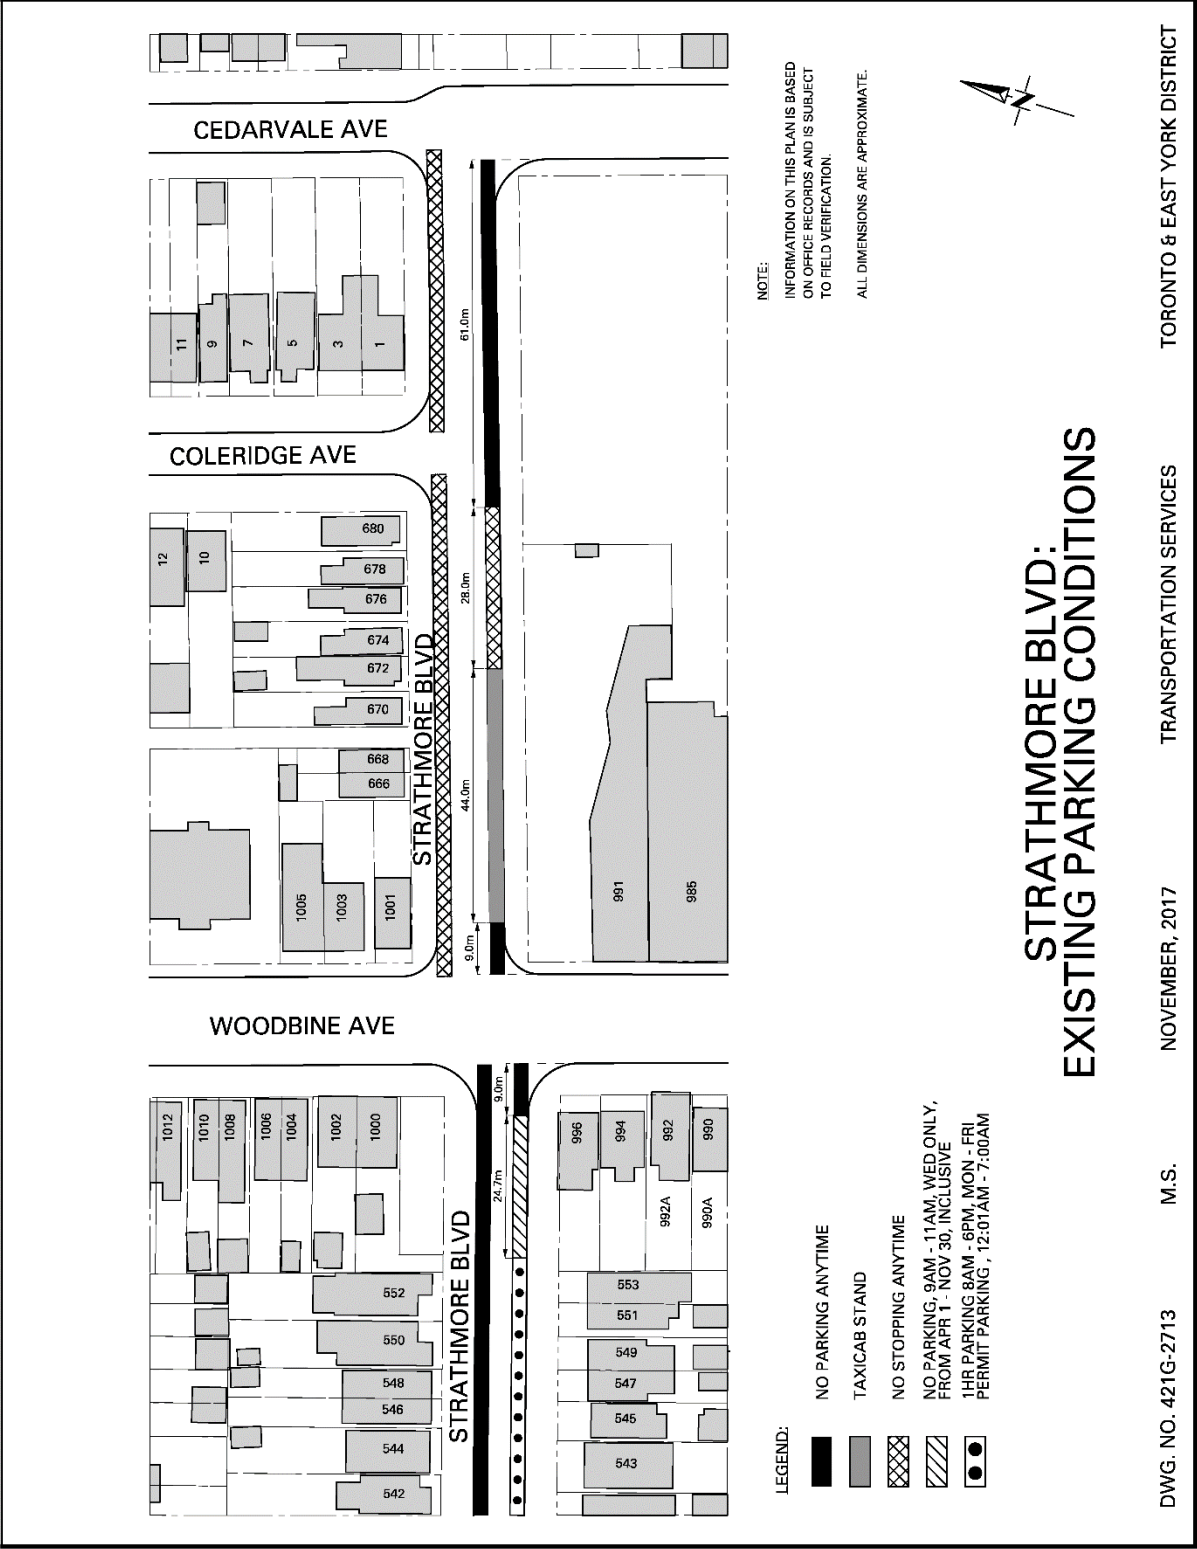 CEDARVALE AVE
11
9
7
5
3
1
61.0m
COLERIDGE AVE
12
10
680
678
676
674
672
670
668
666
28.0m
44.0m
STRATHMORE BLVD
1005
1003
1001
9.0m
991
985
WOODBINE AVE
1012
1010
1008
1006
1004
1002
1000
9.0m
24.7m
996
994
992
990
992A
990A
STRATHMORE BLVD
552
550
548
546
544
542
553
551
549
547
545
543
NOTE:
INFORMATION ON THIS PLAN IS BASED
ON OFFICE RECORDS AND IS SUBJECT
TO FIELD VERIFICATION.
ALL DIMENSIONS ARE APPROXIMATE.
N
LEGEND:
NO PARKING ANYTIME
TAXICAB STAND
NO STOPPING ANYTIME
NO PARKING, 9AM - 11AM, WED ONLY,
FROM APR 1 - NOV 30, INCLUSIVE
1HR PARKING 8AM - 6PM, MON - FRI
PERMIT PARKING , 12:01AM - 7:00AM
STRATHMORE BLVD:
EXISTING PARKING CONDITIONS
DWG. NO. 421G-2713
M.S.
NOVEMBER, 2017
TRANSPORTATION SERVICES
TORONTO & EAST YORK DISTRICT